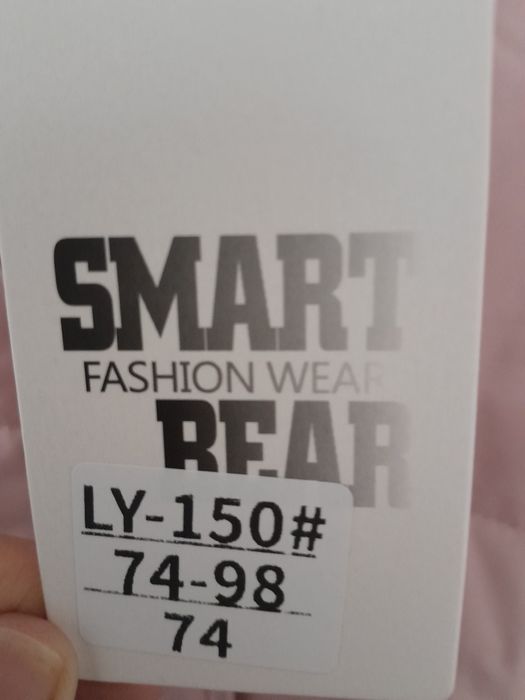 SMART
FASHION WEAR
BEAR
LY-150#
74-98
74